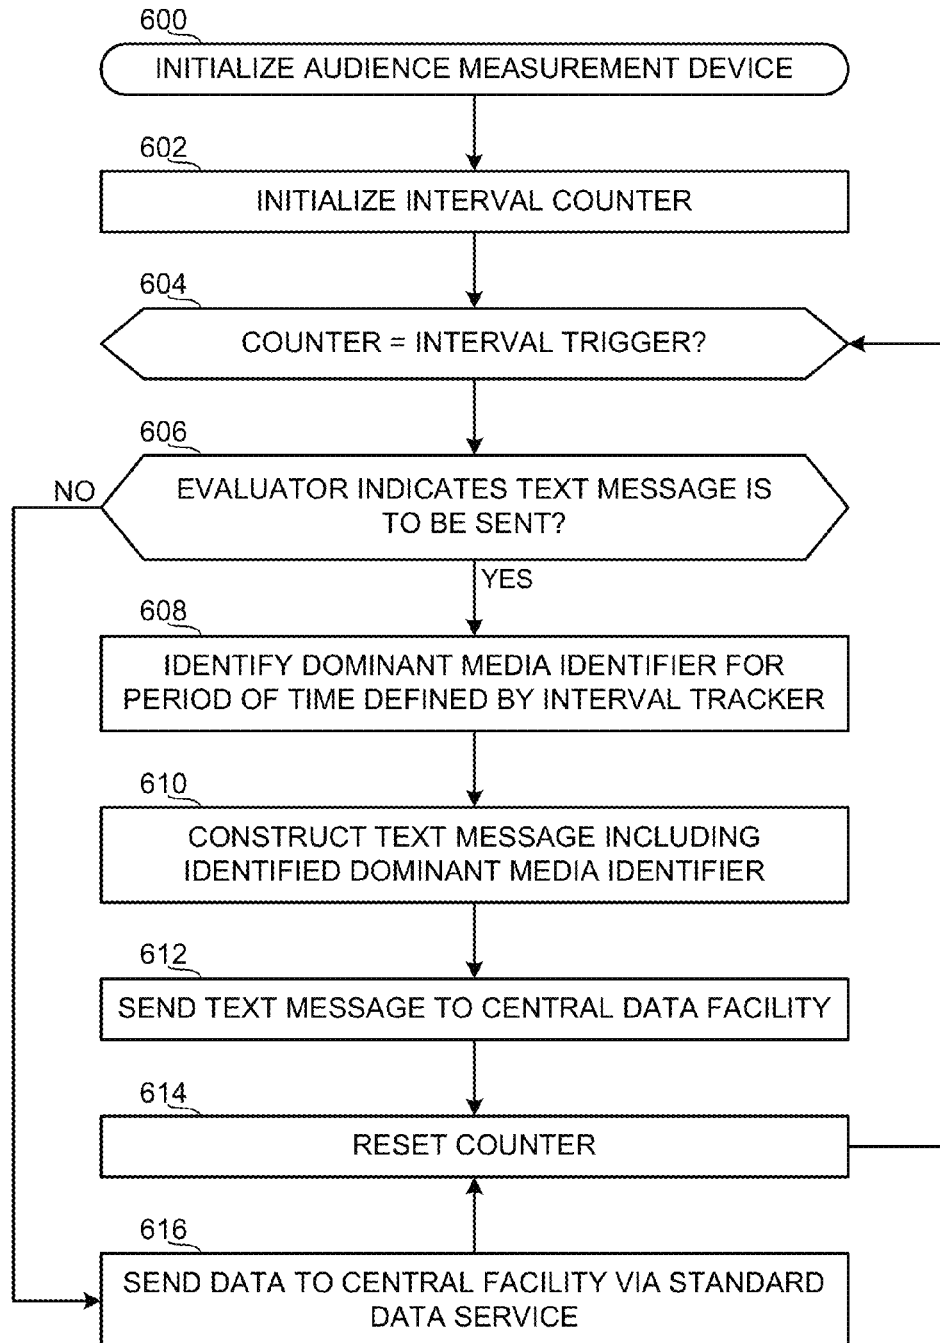 600
INITIALIZE AUDIENCE MEASUREMENT DEVICE
602
INITIALIZE INTERVAL COUNTER
604
COUNTER = INTERVAL TRIGGER?
606
EVALUATOR INDICATES TEXT MESSAGE IS
TO BE SENT?
NO
YES
608
IDENTIFY DOMINANT MEDIA IDENTIFIER FOR
PERIOD OF TIME DEFINED BY INTERVAL TRACKER
610
CONSTRUCT TEXT MESSAGE INCLUDING
IDENTIFIED DOMINANT MEDIA IDENTIFIER
612
SEND TEXT MESSAGE TO CENTRAL DATA FACILITY
614
RESET COUNTER
616
SEND DATA TO CENTRAL FACILITY VIA STANDARD
DATA SERVICE